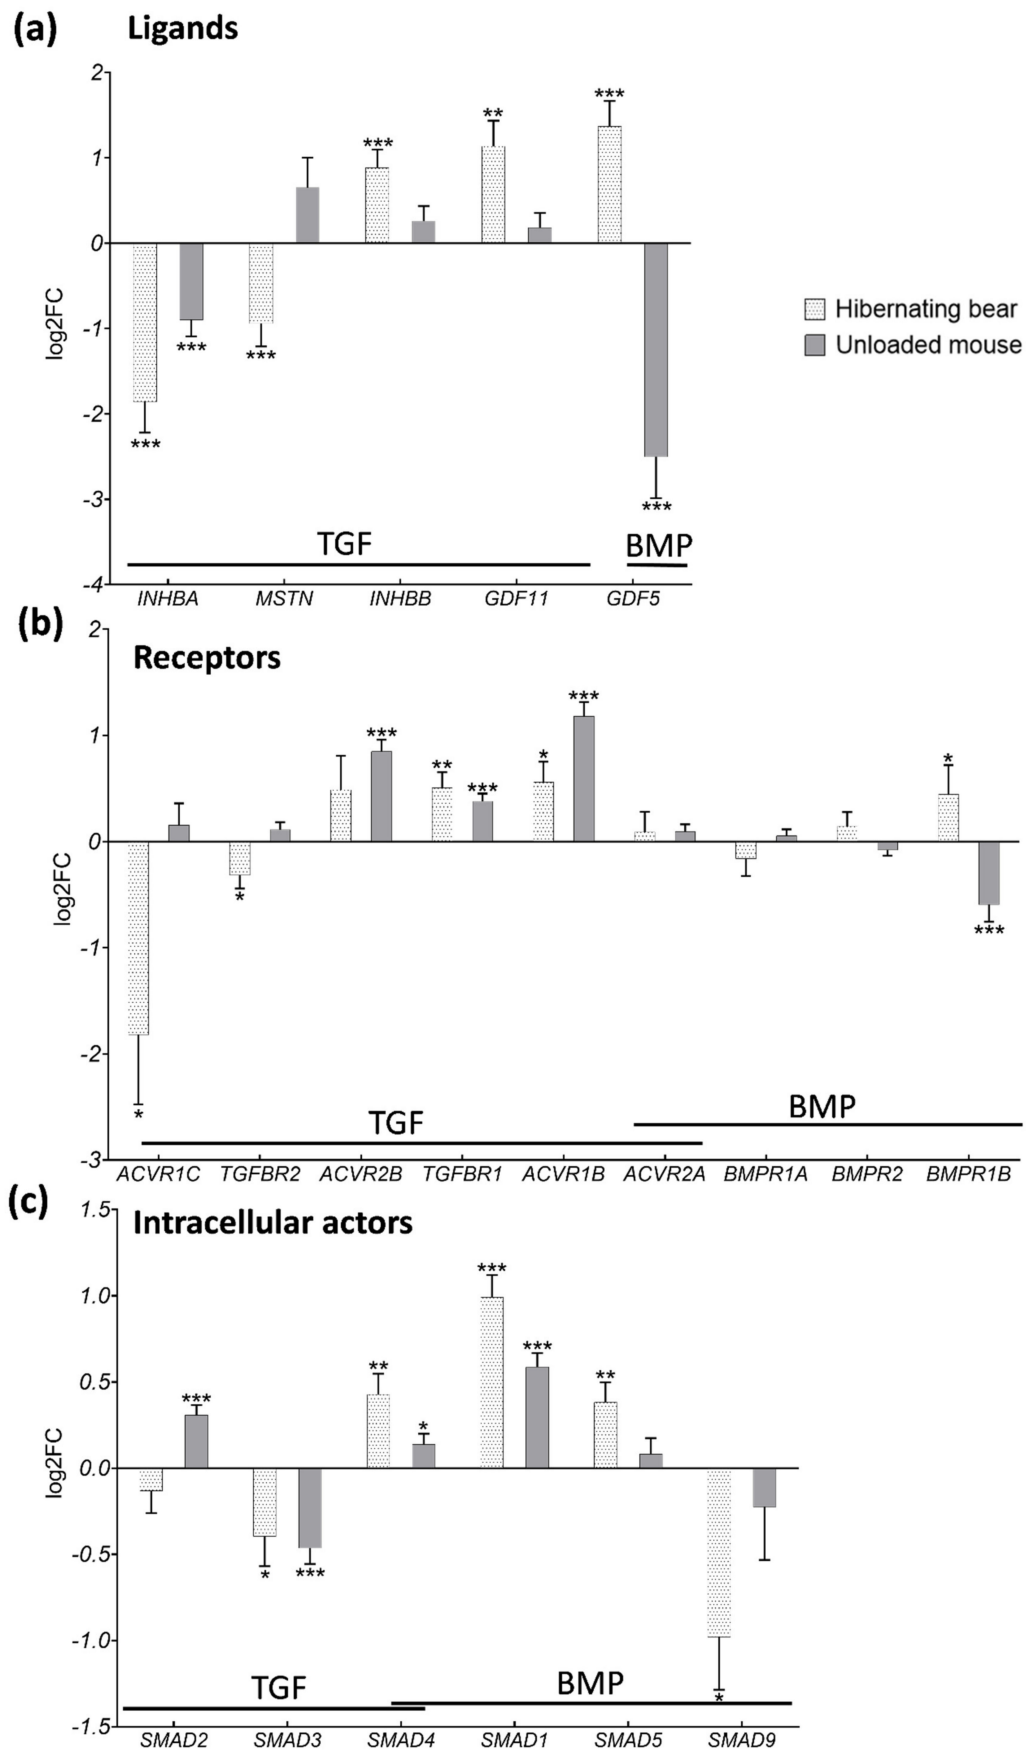 (a) Ligands
2
***
**
***
1
0
log2FC
Hibernating bear
Unloaded mouse
-1
***
***
-2
***
-3
***
TGF BMP
-4
INHBA MSTN INHBB GDF11 GDF5
(b) 2
Receptors
***
1
***
**
***
*
*
0
log2FC
*
***
-1
-2
*
TGF BMP
-3
ACVR1C TGFBR2 ACVR2B TGFBR1 ACVR1B ACVR2A BMPR1A BMPR2 BMPR1B
(c) 1.5
Intracellular actors
***
1.0
***
**
**
0.5
***
*
0.0
log2FC
-0.5
*
***
-1.0
*
TGF BMP
-1.5
SMAD2 SMAD3 SMAD4 SMAD1 SMAD5 SMAD9